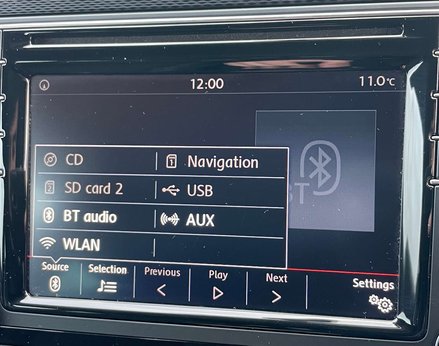 12:00
11.0°C
CD
Navigation
SD card 2
USB
BT audio
AUX
WLAN
BT
Source
Selection
Previous
Play
Next
Settings